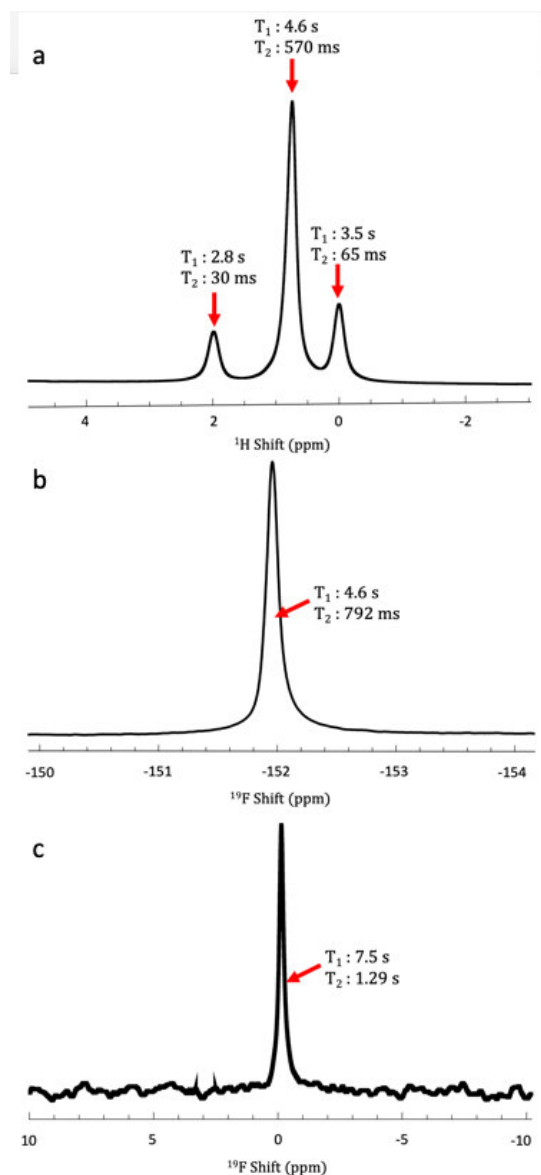 a
T₁ : 4.6 s
T₂ : 570 ms
T₁ : 2.8 s
T₂ : 30 ms
T₁ : 3.5 s
T₂ : 65 ms
4 2 0 -2
¹H Shift (ppm)
b
T₁ : 4.6 s
T₂ : 792 ms
-150 -151 -152 -153 -154
¹⁹F Shift (ppm)
c
T₁ : 7.5 s
T₂ : 1.29 s
10 5 0 -5 -10
¹⁹F Shift (ppm)